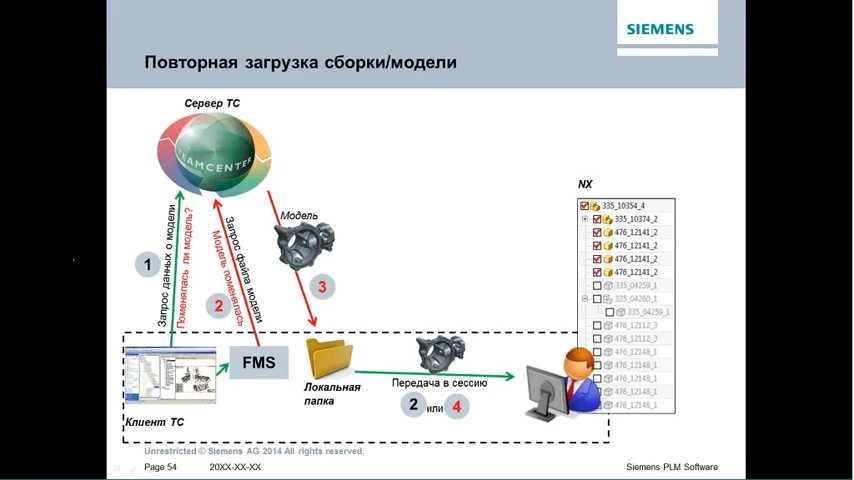 SIEMENS
Повторная загрузка сборки/модели
Сервер TC
TEAMCENTER
NX
335_10354_4
335_10374_2
476_12141_2
476_12141_2
476_12141_2
476_12141_2
335_04259_1
335_04260_1
335_04259_1
476_12112_3
476_12112_3
476_12148_1
476_12148_1
476_12148_1
476_12148_1
476_12148_1
Модель
1
Запрос данных о модели
Поменялась ли модель?
2
Запрос файла модели
Модель поменялась
3
FMS
Локальная
папка
Передача в сессию
2 или 4
Клиент TC
Unrestricted © Siemens AG 2014 All rights reserved.
Page 54 20XX-XX-XX Siemens PLM Software